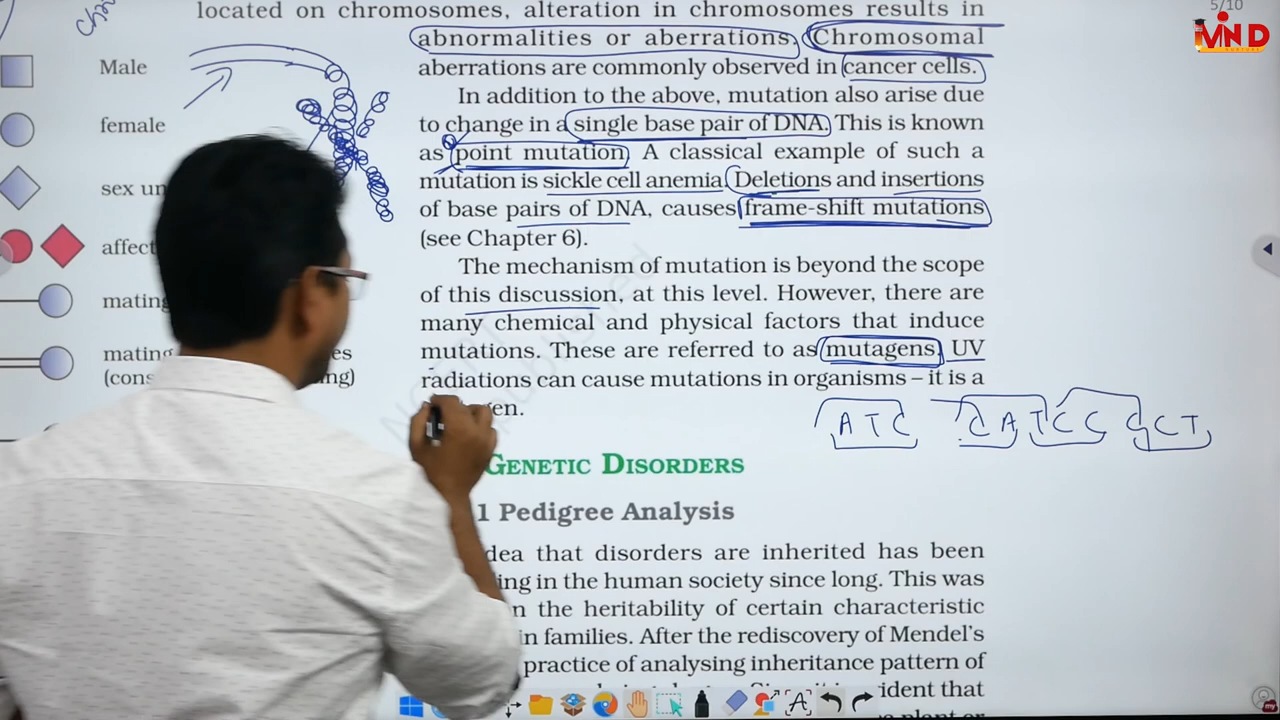 5/10
MIND
located on chromosomes, alteration in chromosomes results in
abnormalities or aberrations. Chromosomal
aberrations are commonly observed in cancer cells.
In addition to the above, mutation also arise due
to change in a single base pair of DNA. This is known
as point mutation. A classical example of such a
mutation is sickle cell anemia. Deletions and insertions
of base pairs of DNA, causes frame-shift mutations
(see Chapter 6).
The mechanism of mutation is beyond the scope
of this discussion, at this level. However, there are
many chemical and physical factors that induce
mutations. These are referred to as mutagens. UV
radiations can cause mutations in organisms – it is a
Male
female
sex un
affect
mating
mating
(cons
ATC CATCC GCT
GENETIC DISORDERS
1 Pedigree Analysis
dea that disorders are inherited has been
ing in the human society since long. This was
n the heritability of certain characteristic
in families. After the rediscovery of Mendel's
practice of analysing inheritance pattern of
ident that